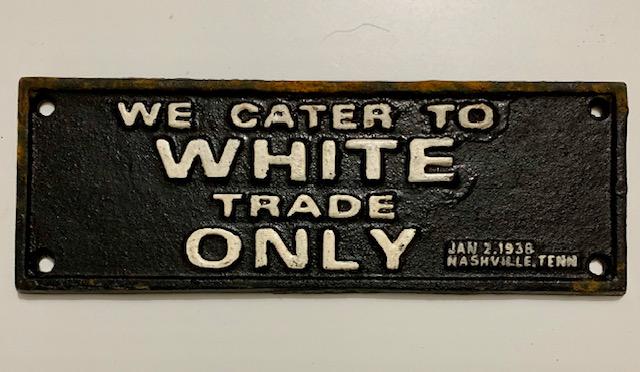 WE CATER TO
WHITE
TRADE
ONLY
JAN 2, 1938
NASHVILLE, TENN